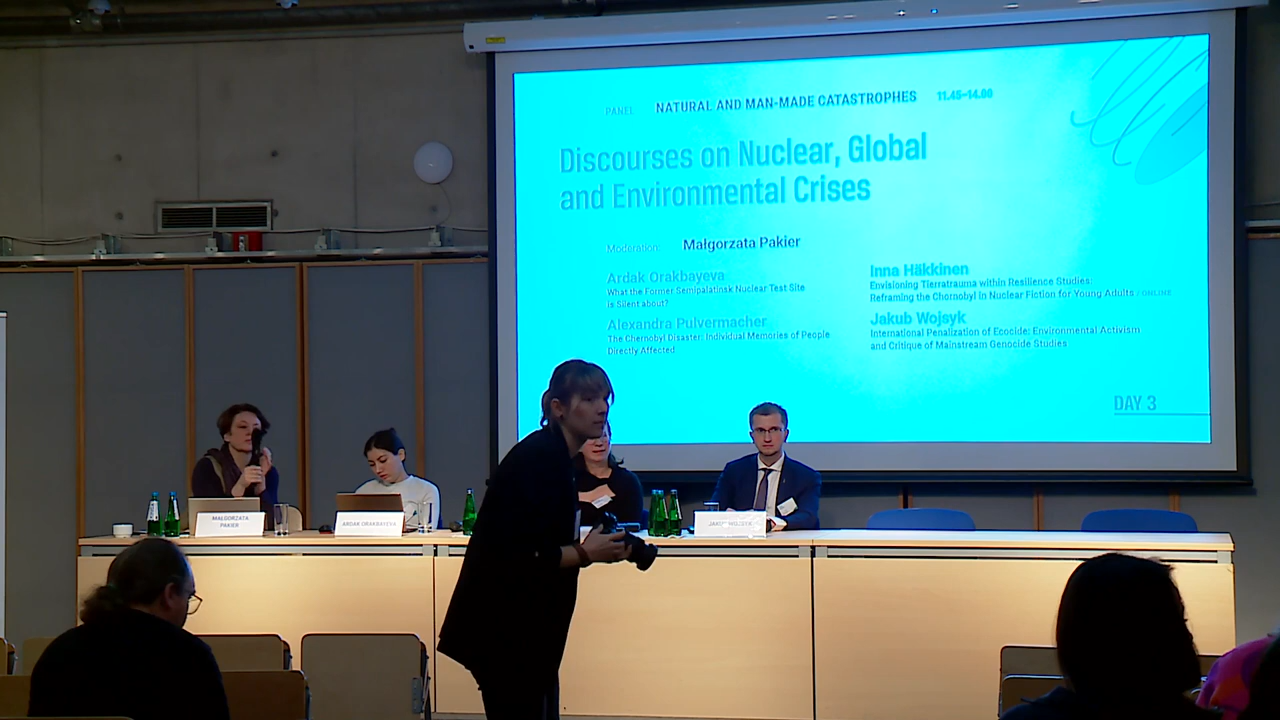 PANEL NATURAL AND MAN-MADE CATASTROPHES 11.45–14.00
Discourses on Nuclear, Global
and Environmental Crises
Moderation: Małgorzata Pakier
Ardak Orakbayeva
What the Former Semipalatinsk Nuclear Test Site
is Silent about?
Alexandra Pulvermacher
The Chernobyl Disaster: Individual Memories of People
Directly Affected
Inna Häkkinen
Envisioning Tierratrauma within Resilience Studies:
Reframing the Chornobyl in Nuclear Fiction for Young Adults / ONLINE
Jakub Wojsyk
International Penalization of Ecocide: Environmental Activism
and Critique of Mainstream Genocide Studies
DAY 3
MAŁGORZATA
PAKIER
ARDAK ORAKBAYEVA
JAKUB WOJSYK